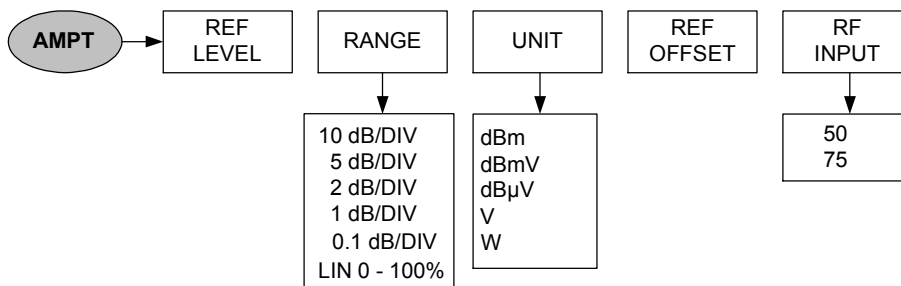 AMPT
REF
LEVEL
RANGE
UNIT
REF
OFFSET
RF
INPUT
10 dB/DIV
5 dB/DIV
2 dB/DIV
1 dB/DIV
0.1 dB/DIV
LIN 0 - 100%
dBm
dBmV
dBµV
V
W
50
75